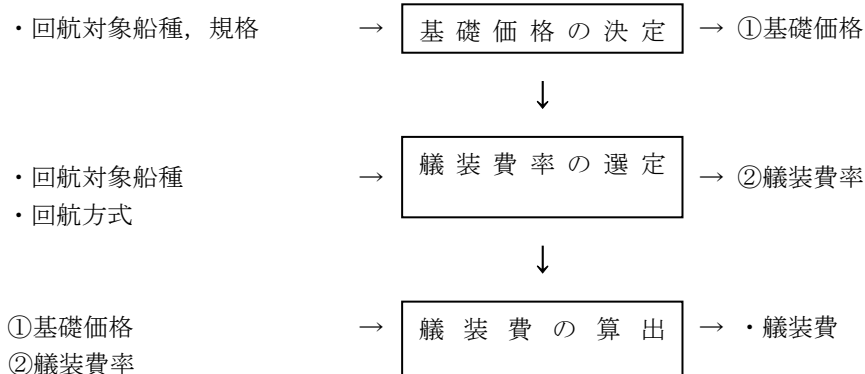 ・回航対象船種，規格 → 基礎価格の決定 → ①基礎価格
↓
・回航対象船種 → 艤装費率の選定 → ②艤装費率
・回航方式
↓
①基礎価格 → 艤装費の算出 → ・艤装費
②艤装費率